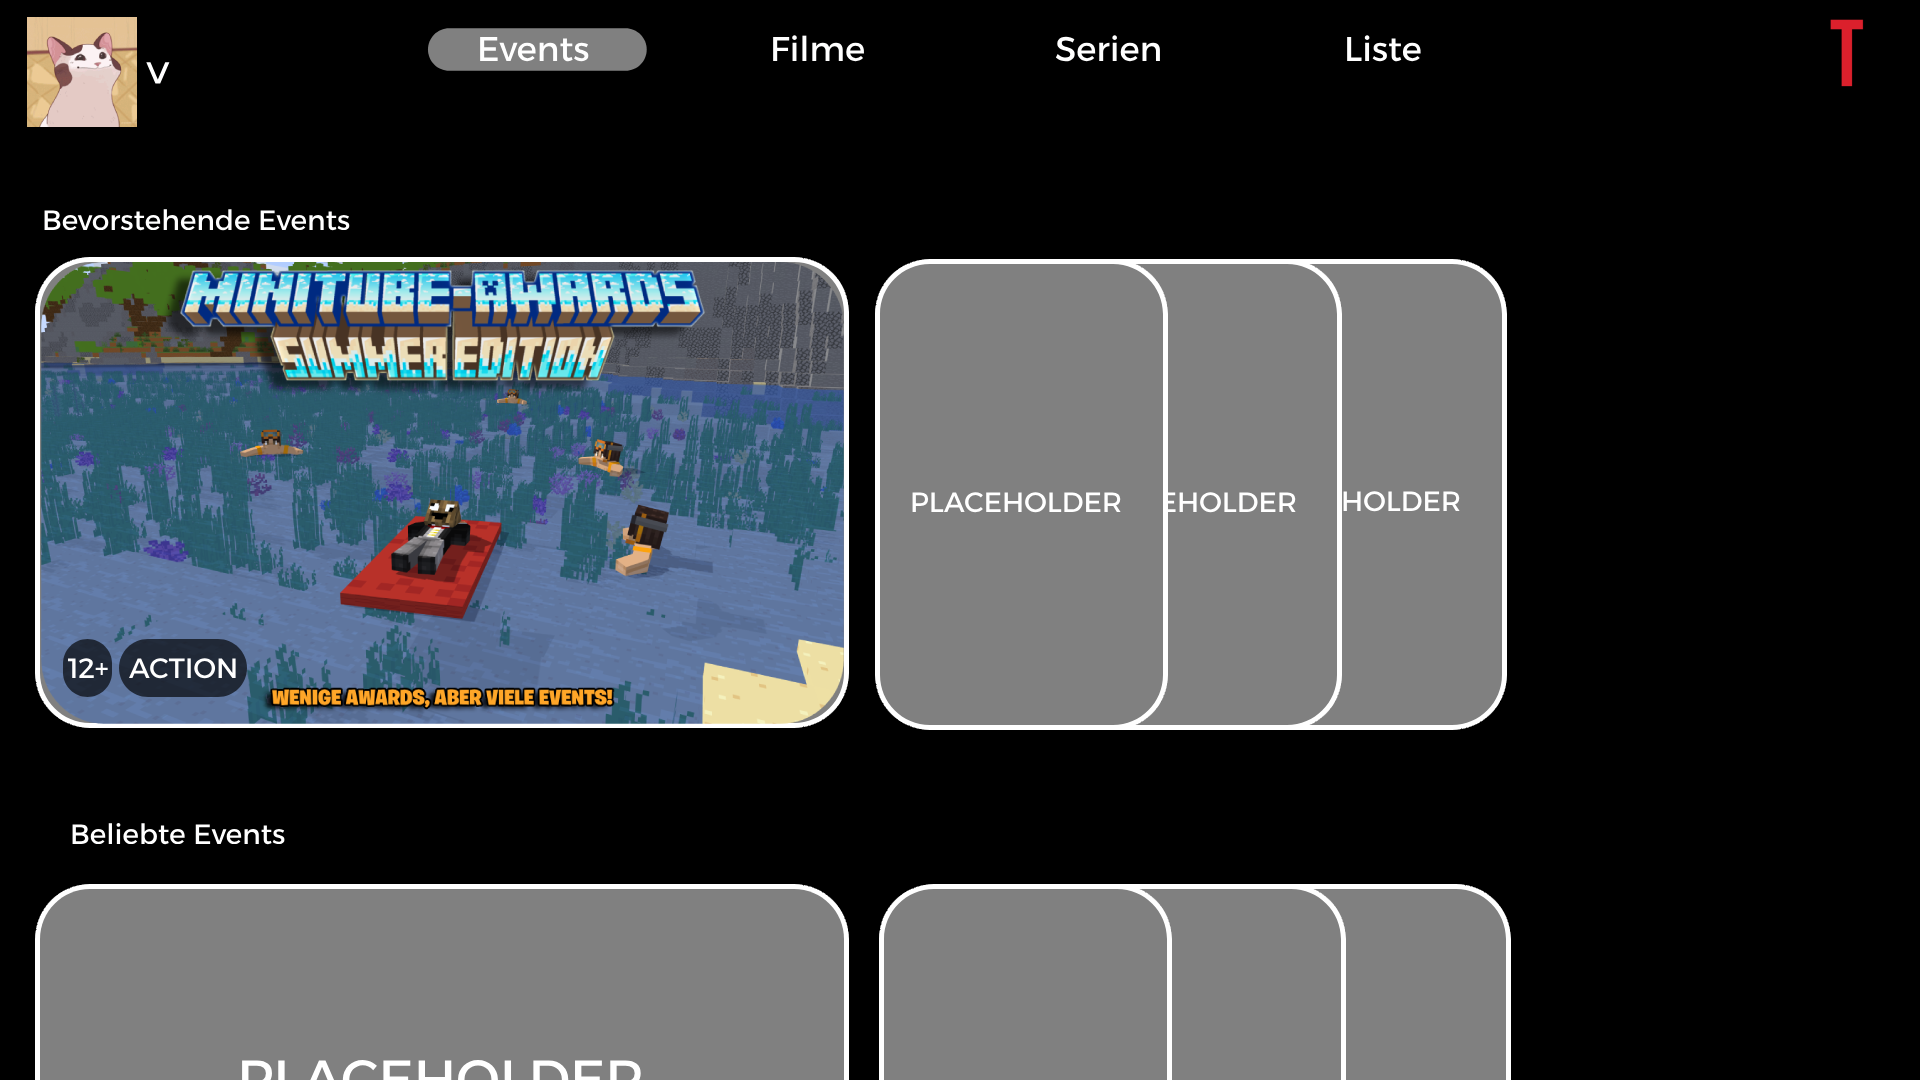 V
Events
Filme
Serien
Liste
T
Bevorstehende Events
MINITUBE-AWARDS
SUMMER EDITION
PLACEHOLDER
EHOLDER
HOLDER
12+
ACTION
WENIGE AWARDS, ABER VIELE EVENTS!
Beliebte Events
PLACEHOLDER